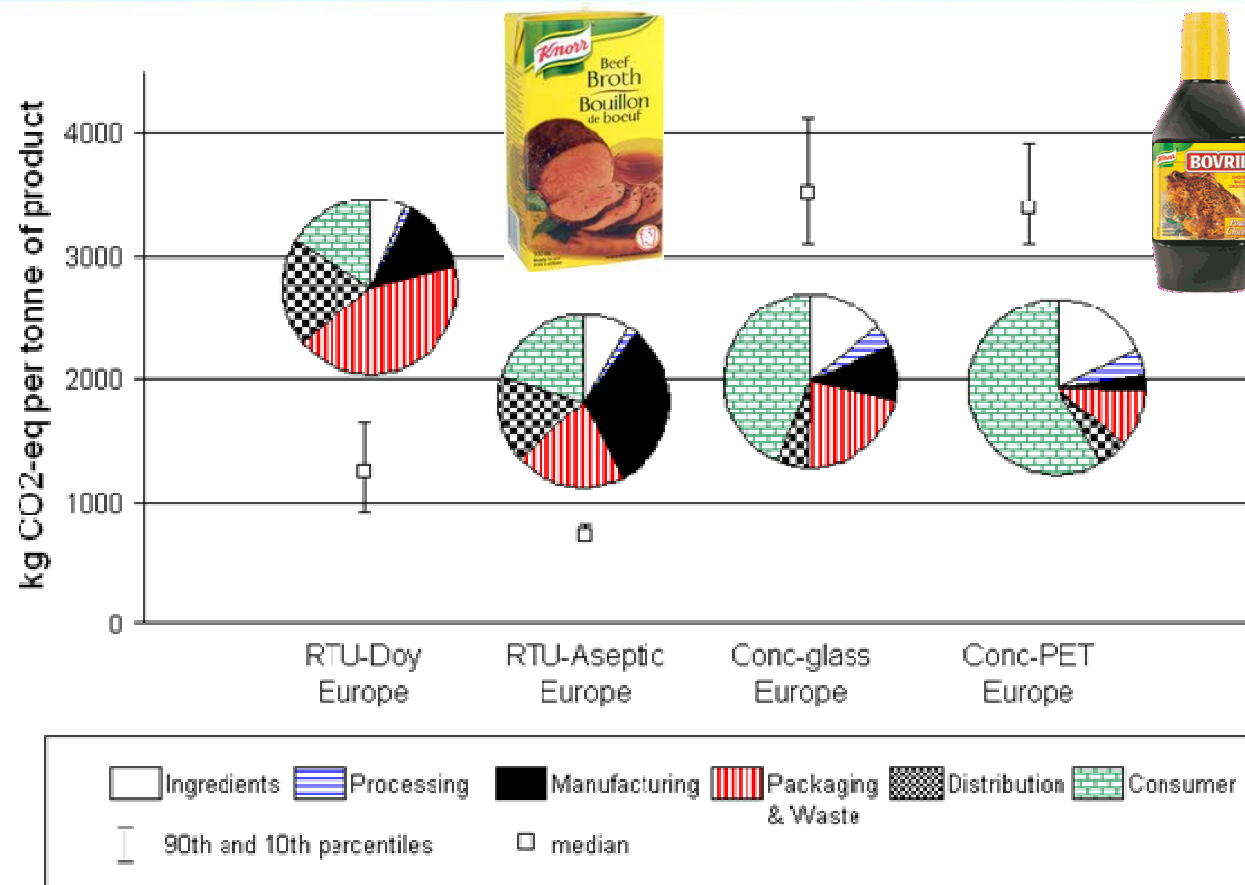 Knorr
Beef
Broth
Bouillon
de boeuf
kg CO2-eq per tonne of product
4000
3000
2000
1000
0
Knorr
BOVRIL
RTU-Doy
Europe
RTU-Aseptic
Europe
Conc-glass
Europe
Conc-PET
Europe
Ingredients
Processing
Manufacturing
Packaging
& Waste
Distribution
Consumer
90th and 10th percentiles
median